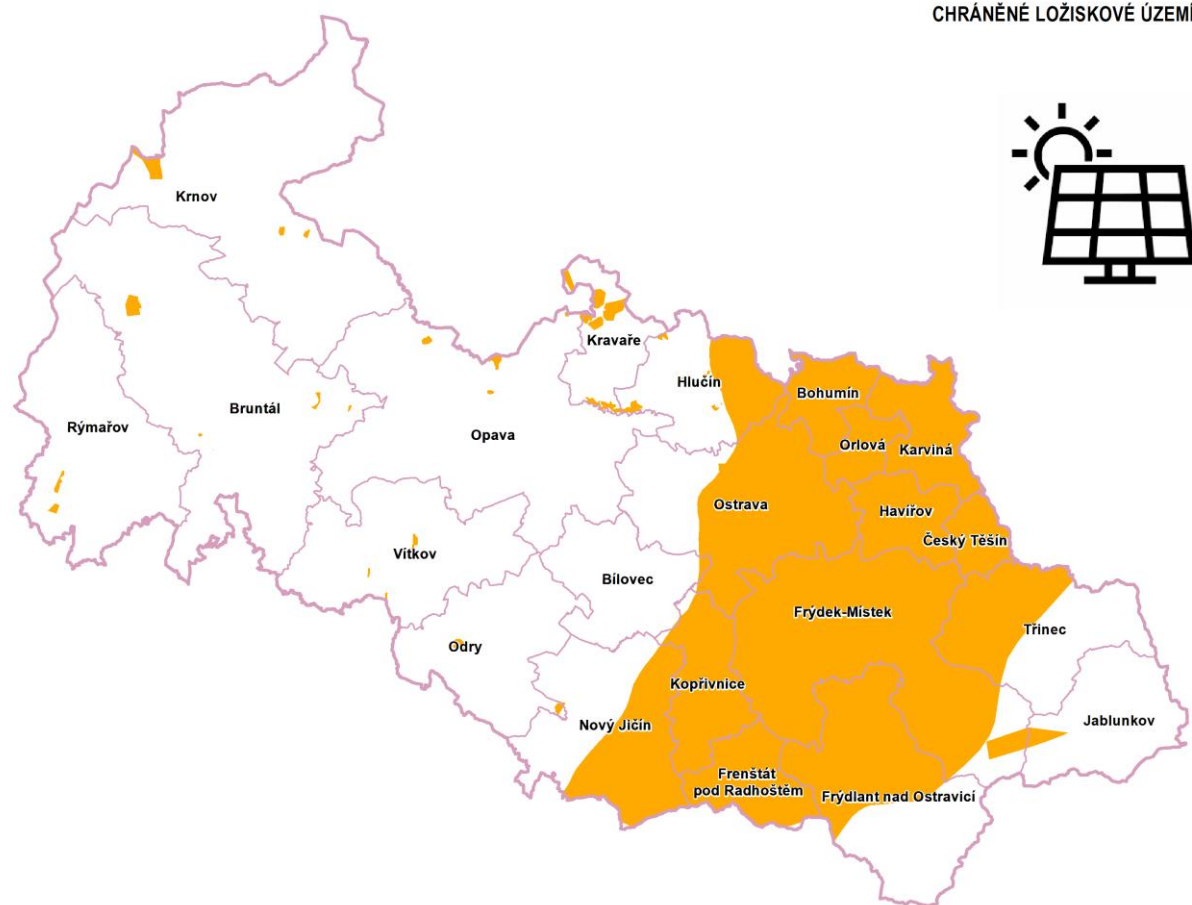 CHRÁNĚNÉ LOŽISKOVÉ ÚZEMÍ
Krnov
Kravaře
Hlučín
Bohumín
Rýmařov
Bruntál
Opava
Orlová
Karviná
Ostrava
Havířov
Český Těšín
Vítkov
Bílovec
Frýdek-Místek
Třinec
Odry
Kopřivnice
Nový Jičín
Jablunkov
Frenštát
pod Radhoštěm
Frýdlant nad Ostravicí